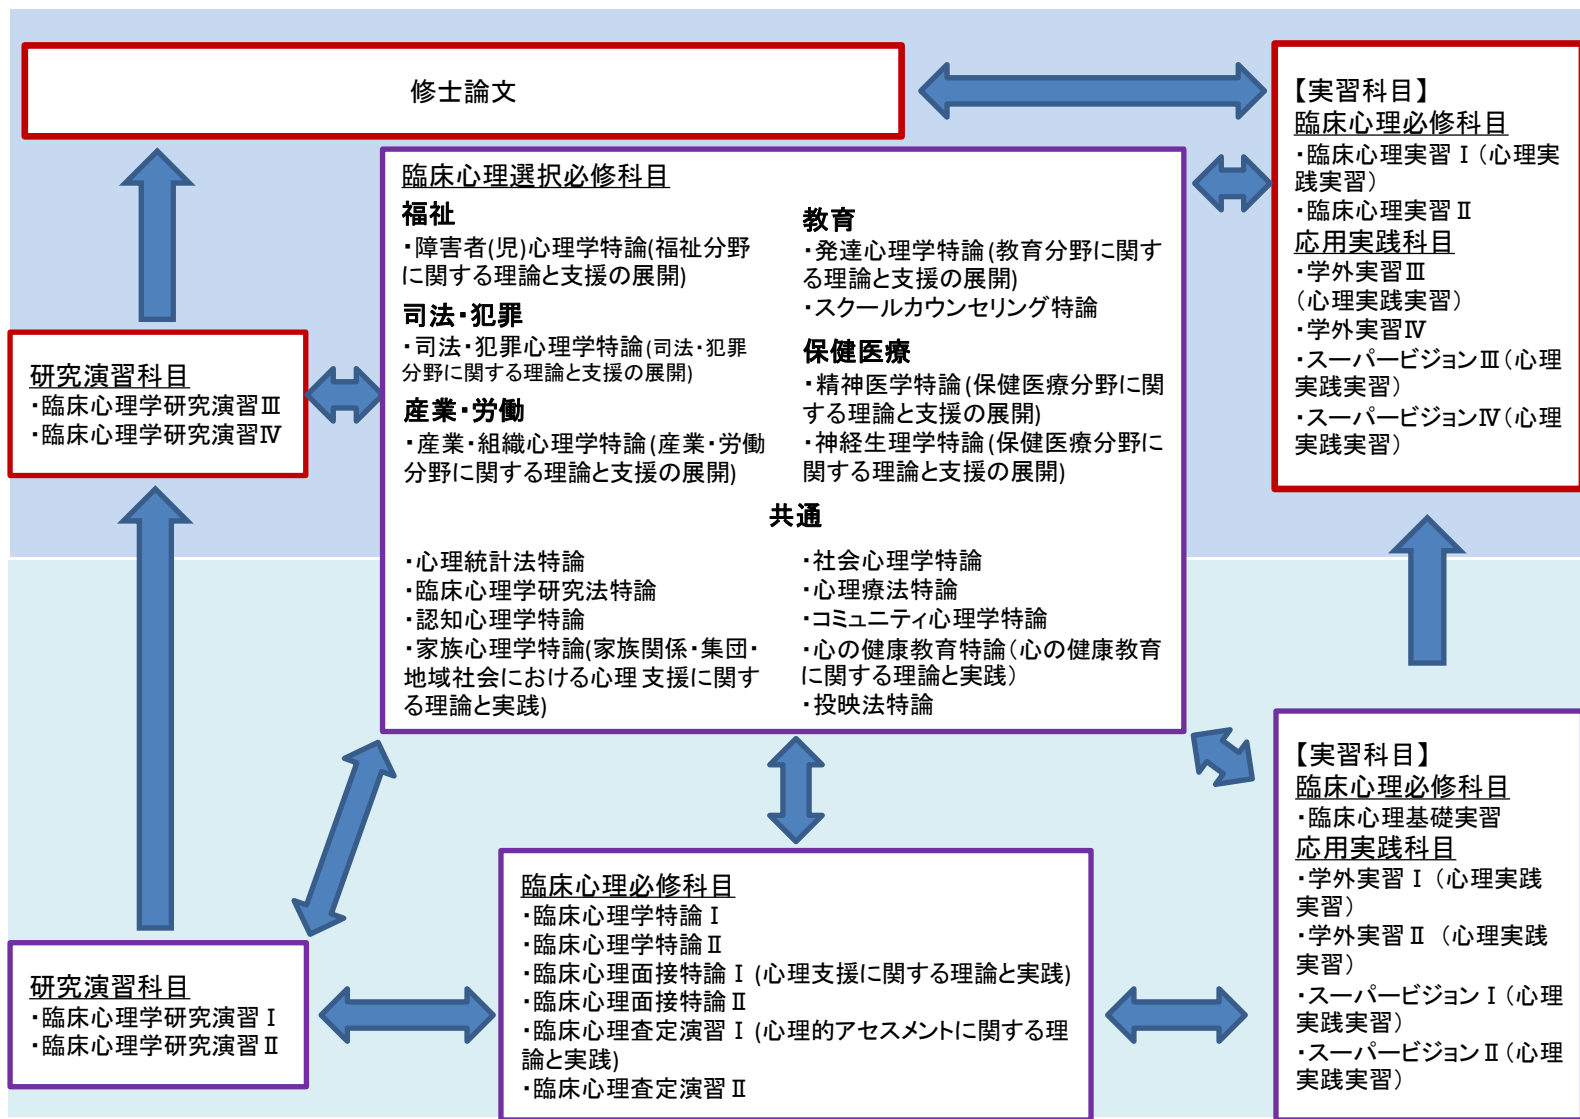 修士論文
【実習科目】
臨床心理必修科目
・臨床心理実習Ⅰ(心理実
践実習)
・臨床心理実習Ⅱ
応用実践科目
・学外実習Ⅲ
(心理実践実習)
・学外実習Ⅳ
・スーパービジョンⅢ(心理
実践実習)
・スーパービジョンⅣ(心理
実践実習)
臨床心理選択必修科目
福祉
・障害者(児)心理学特論(福祉分野
に関する理論と支援の展開)
司法・犯罪
・司法・犯罪心理学特論(司法・犯罪
分野に関する理論と支援の展開)
産業・労働
・産業・組織心理学特論(産業・労働
分野に関する理論と支援の展開)
教育
・発達心理学特論(教育分野に関す
る理論と支援の展開)
・スクールカウンセリング特論
保健医療
・精神医学特論(保健医療分野に関
する理論と支援の展開)
・神経生理学特論(保健医療分野に
関する理論と支援の展開)
共通
・心理統計法特論
・臨床心理学研究法特論
・認知心理学特論
・家族心理学特論(家族関係・集団・
地域社会における心理支援に関す
る理論と実践)
・社会心理学特論
・心理療法特論
・コミュニティ心理学特論
・心の健康教育特論(心の健康教育
に関する理論と実践)
・投映法特論
研究演習科目
・臨床心理学研究演習Ⅲ
・臨床心理学研究演習Ⅳ
研究演習科目
・臨床心理学研究演習Ⅰ
・臨床心理学研究演習Ⅱ
臨床心理必修科目
・臨床心理学特論Ⅰ
・臨床心理学特論Ⅱ
・臨床心理面接特論Ⅰ(心理支援に関する理論と実践)
・臨床心理面接特論Ⅱ
・臨床心理査定演習Ⅰ(心理的アセスメントに関する理
論と実践)
・臨床心理査定演習Ⅱ
【実習科目】
臨床心理必修科目
・臨床心理基礎実習
応用実践科目
・学外実習Ⅰ(心理実践
実習)
・学外実習Ⅱ(心理実践
実習)
・スーパービジョンⅠ(心理
実践実習)
・スーパービジョンⅡ(心理
実践実習)